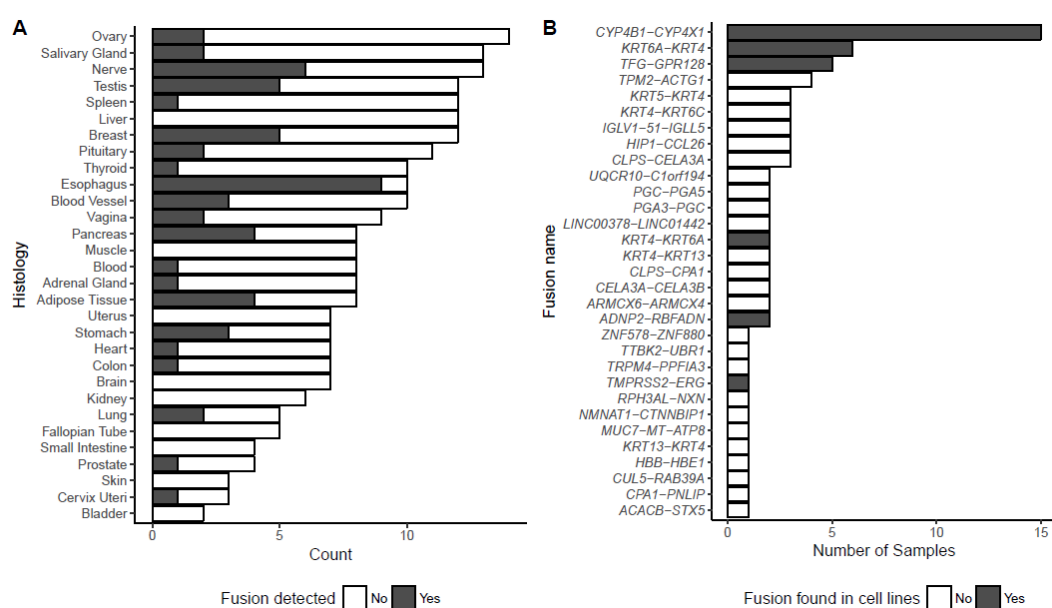 A
Histology
Ovary
Salivary Gland
Nerve
Testis
Spleen
Liver
Breast
Pituitary
Thyroid
Esophagus
Blood Vessel
Vagina
Pancreas
Muscle
Blood
Adrenal Gland
Adipose Tissue
Uterus
Stomach
Heart
Colon
Brain
Kidney
Lung
Fallopian Tube
Small Intestine
Prostate
Skin
Cervix Uteri
Bladder
0 5 10
Count
Fusion detected No Yes
B
Fusion name
CYP4B1−CYP4X1
KRT6A−KRT4
TFG−GPR128
TPM2−ACTG1
KRT5−KRT4
KRT4−KRT6C
IGLV1−51−IGLL5
HIP1−CCL26
CLPS−CELA3A
UQCR10−C1orf194
PGC−PGA5
PGA3−PGC
LINC00378−LINC01442
KRT4−KRT6A
KRT4−KRT13
CLPS−CPA1
CELA3A−CELA3B
ARMCX6−ARMCX4
ADNP2−RBFADN
ZNF578−ZNF880
TTBK2−UBR1
TRPM4−PPFIA3
TMPRSS2−ERG
RPH3AL−NXN
NMNAT1−CTNNBIP1
MUC7−MT−ATP8
KRT13−KRT4
HBB−HBE1
CUL5−RAB39A
CPA1−PNLIP
ACACB−STX5
0 5 10 15
Number of Samples
Fusion found in cell lines No Yes